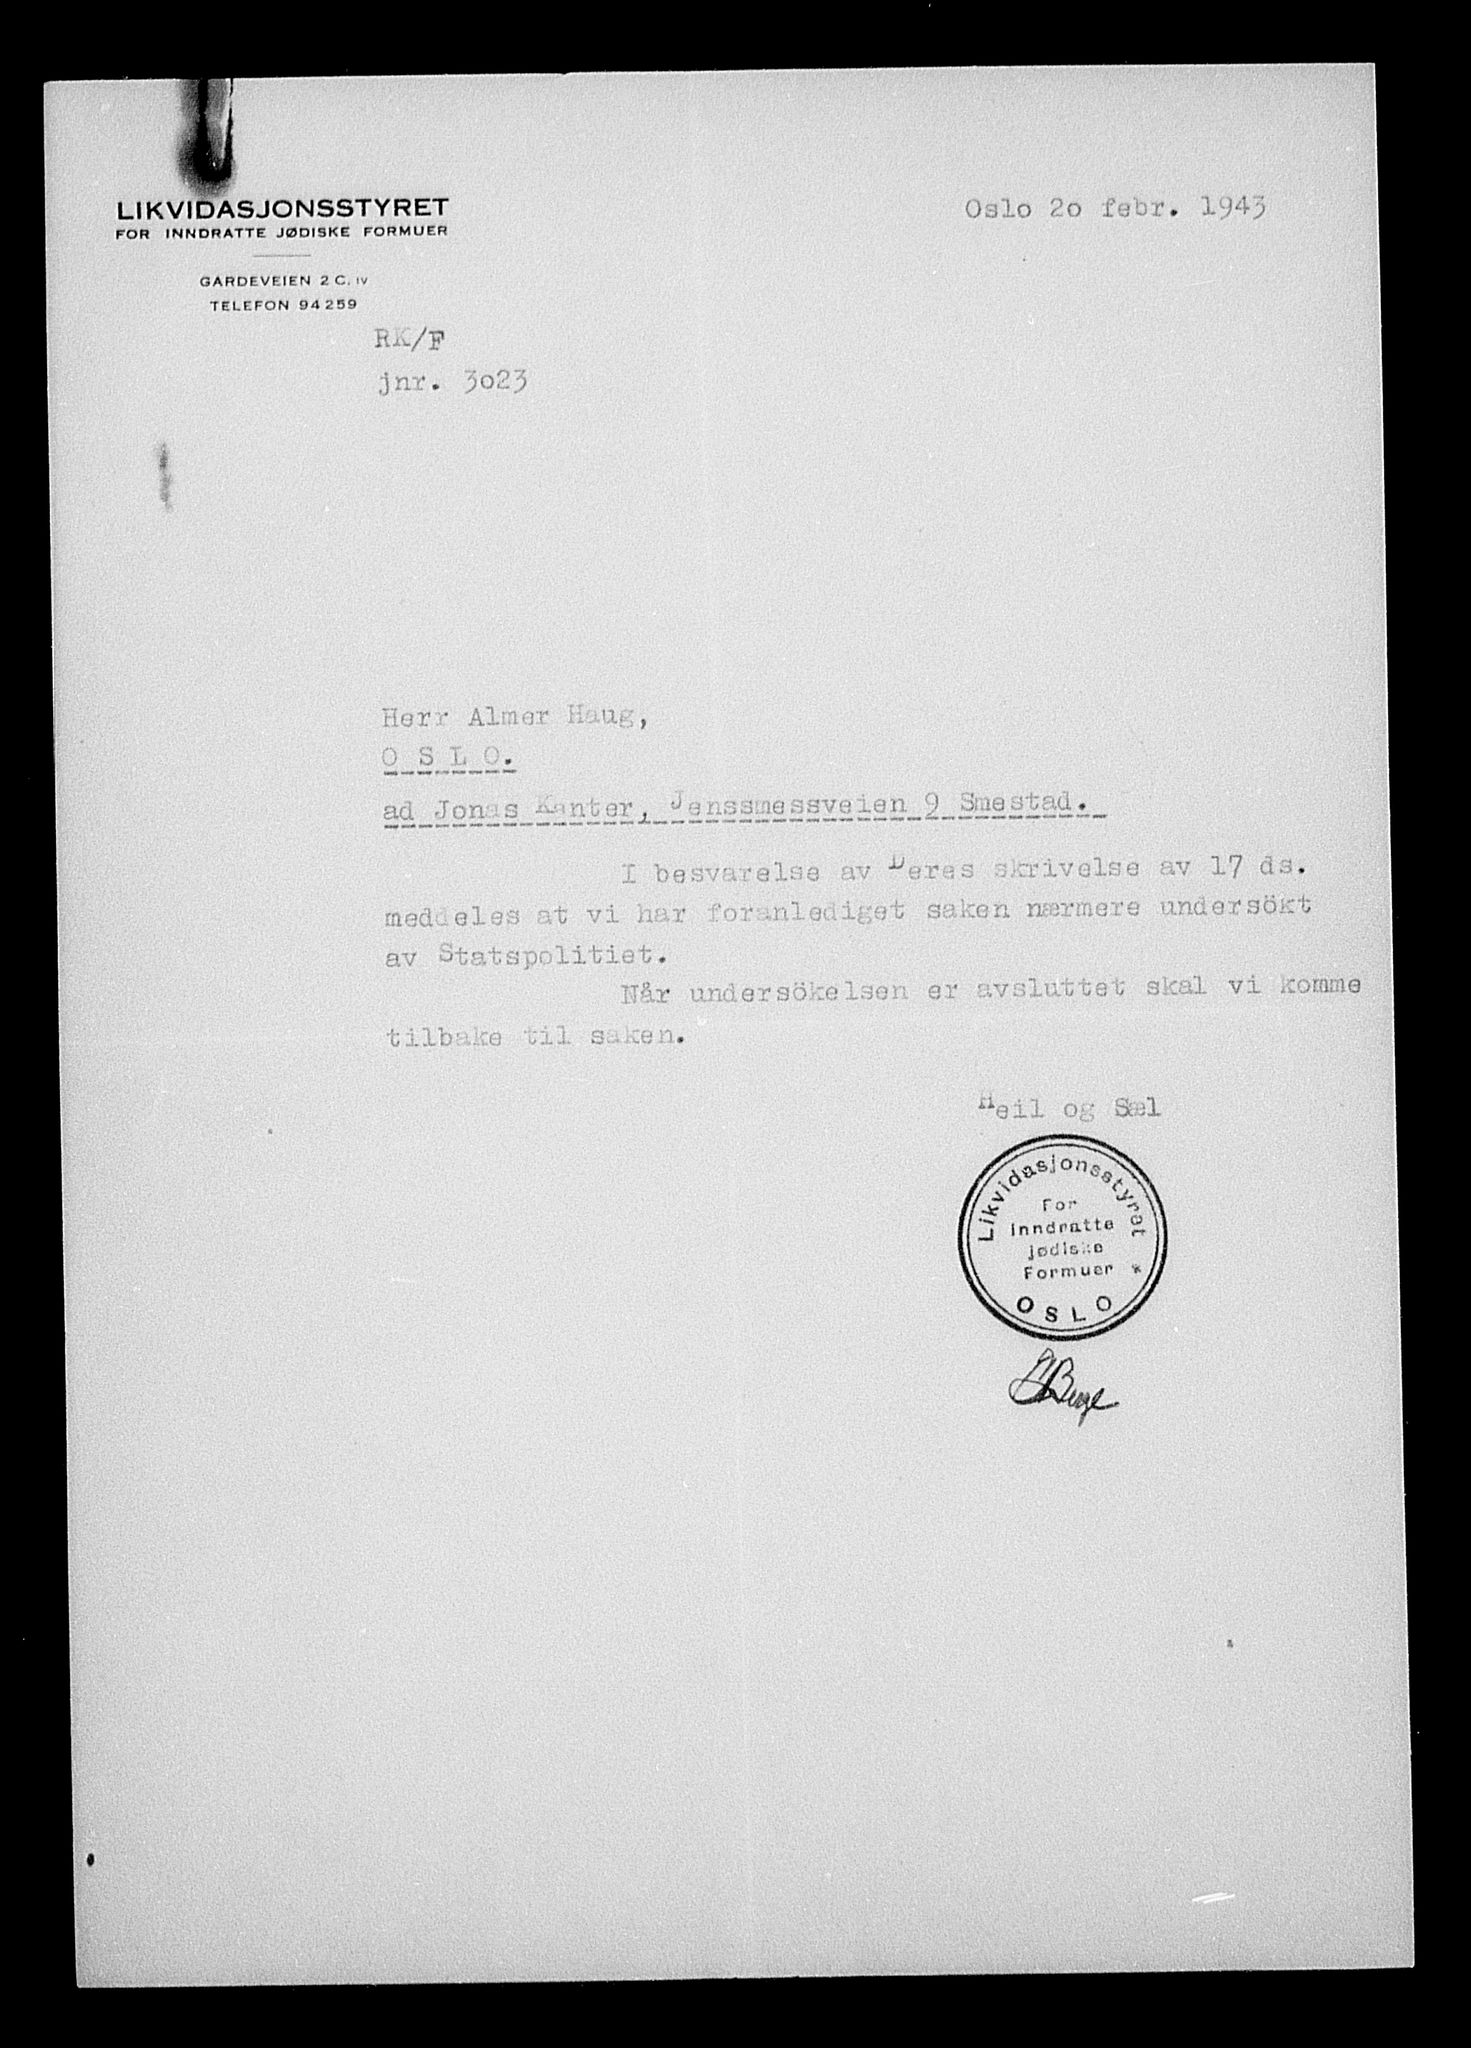 LIKVIDASJONSSTYRET
FOR INNDRATTE JØDISKE FORMUER
GARDEVEIEN 2 C. IV
TELEFON 94259
Oslo 20 febr. 1943
RK/F
jnr. 3023
Herr Almer Haug,
O S L O.
ad Jonas Kanter, Jenssmessveien 9 Smestad.
I besvarelse av Deres skrivelse av 17 ds.
meddeles at vi har foranlediget saken nærmere undersökt
av Statspolitiet.
Når undersökelsen er avsluttet skal vi komme
tilbake til saken.
Heil og Sæl
Likvidasjonsstyret
For
inndratte
jødiske
Formuer *
OSLO